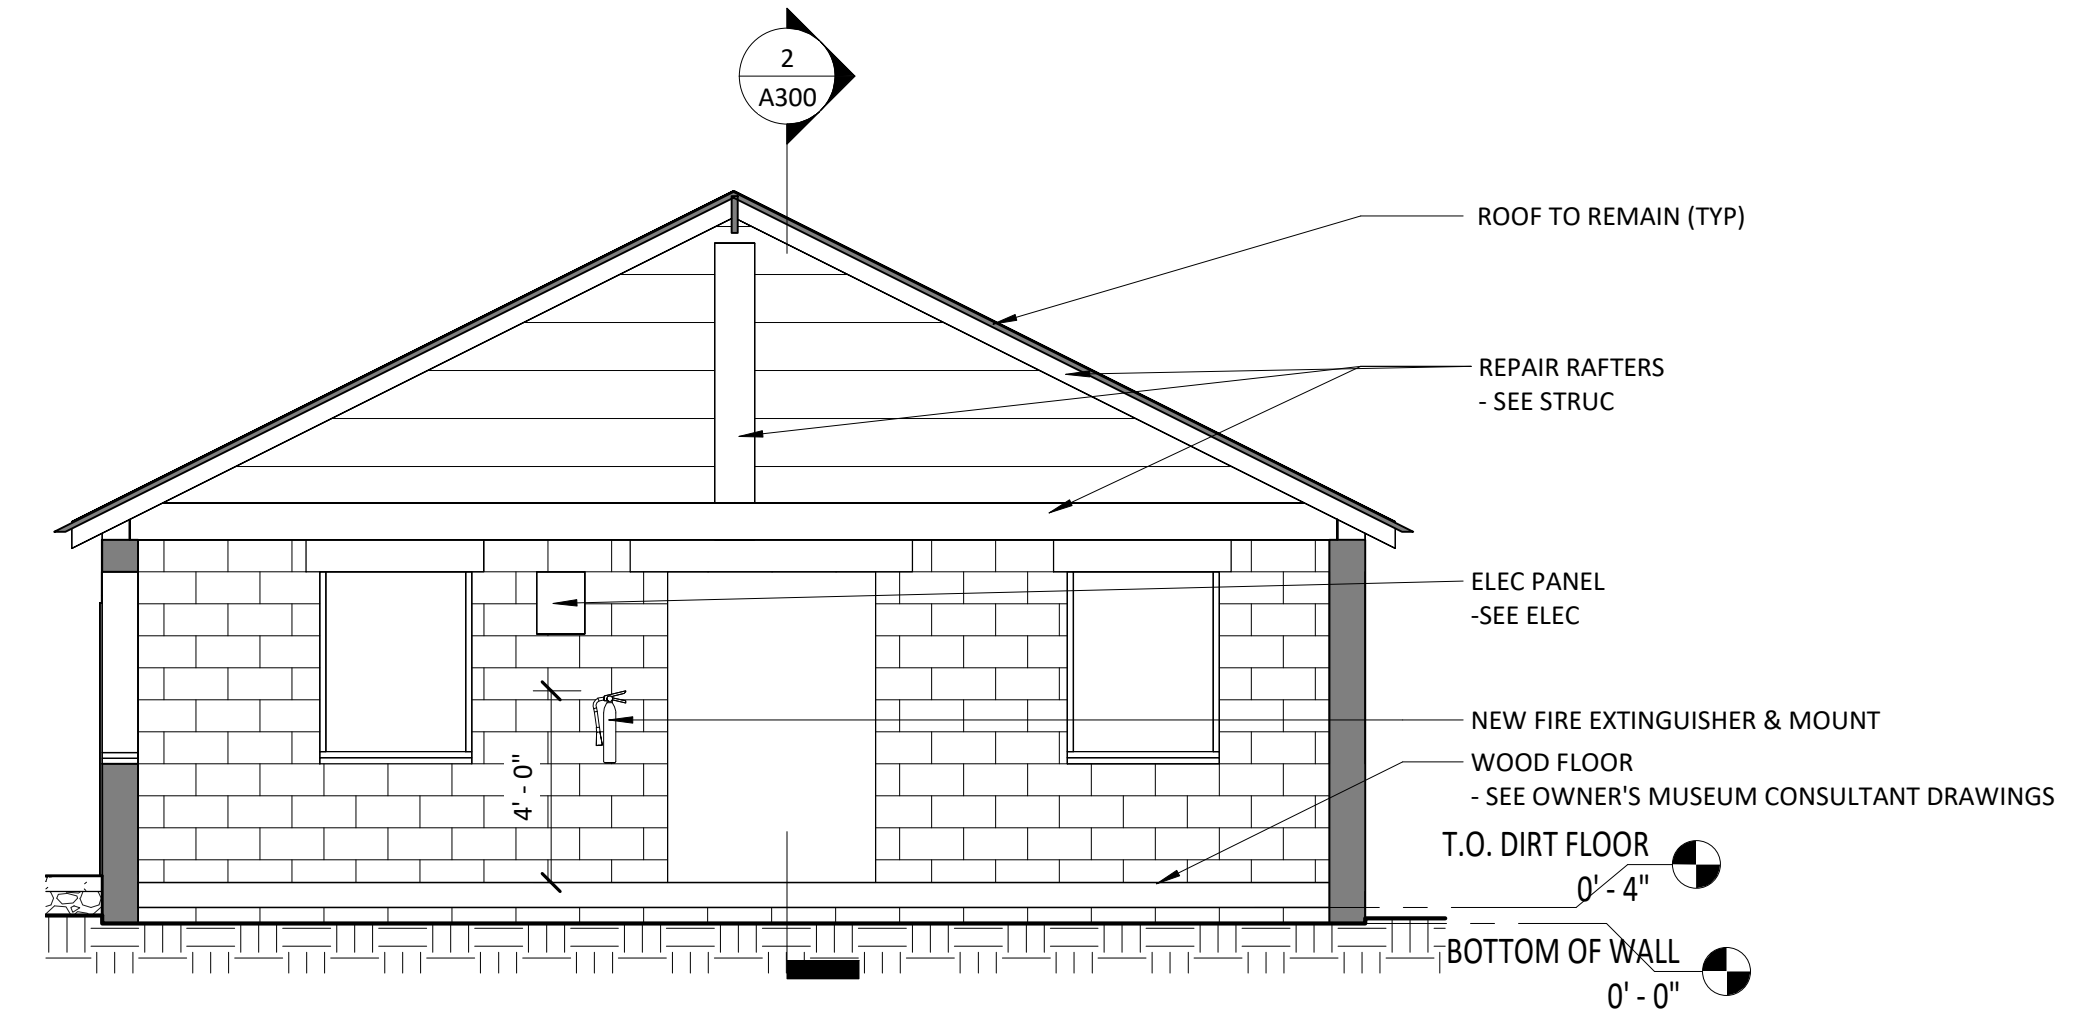 2
A300
ROOF TO REMAIN (TYP)
REPAIR RAFTERS
- SEE STRUC
ELEC PANEL
-SEE ELEC
NEW FIRE EXTINGUISHER & MOUNT
4' - 0"
WOOD FLOOR
- SEE OWNER'S MUSEUM CONSULTANT DRAWINGS
T.O. DIRT FLOOR
0' - 4"
BOTTOM OF WALL
0' - 0"